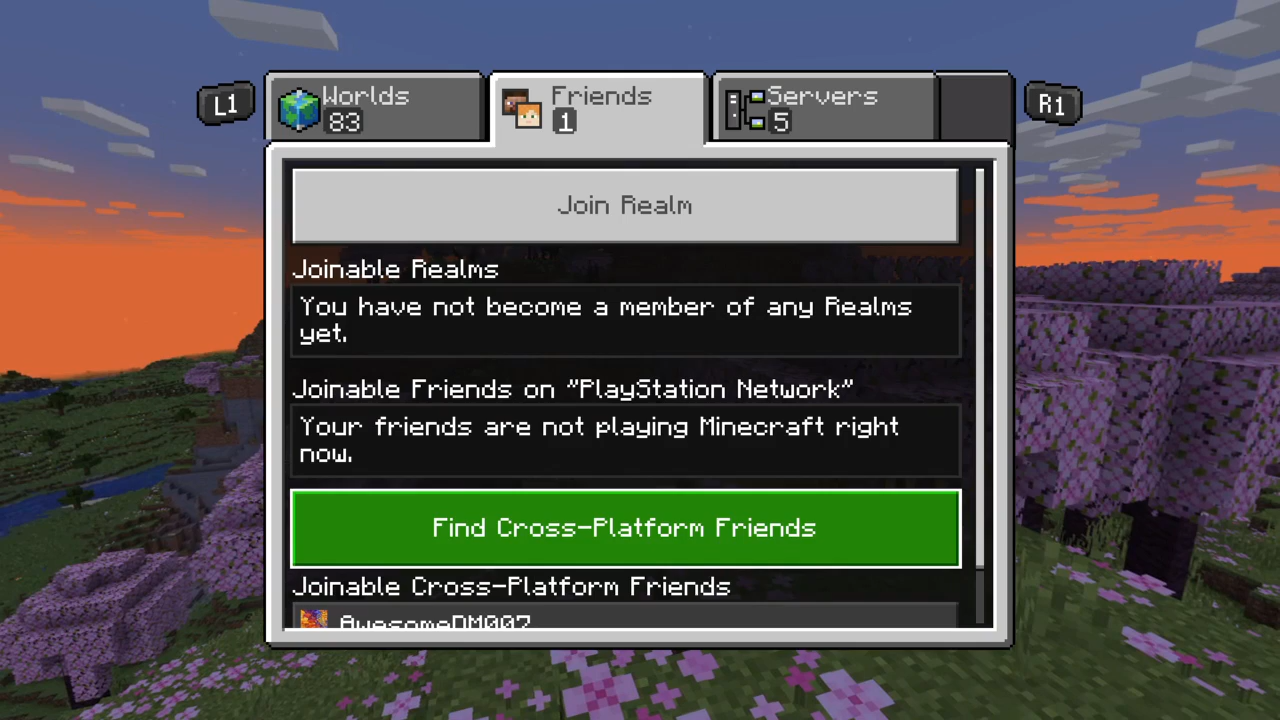 L1
Worlds
83
Friends
1
Servers
5
R1
Join Realm
Joinable Realms
You have not become a member of any Realms
yet.
Joinable Friends on "PlayStation Network"
Your friends are not playing Minecraft right
now.
Find Cross-Platform Friends
Joinable Cross-Platform Friends
AwesomeDM007